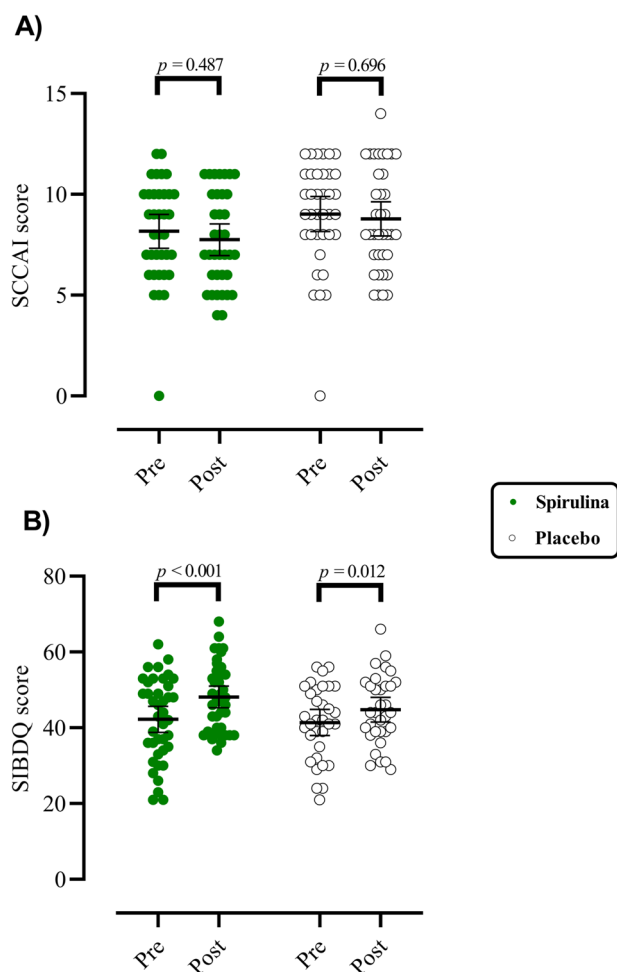 A)
p = 0.487
p = 0.696
SCCAI score
15
10
5
0
Pre
Post
Pre
Post
Spirulina
Placebo
B)
p < 0.001
p = 0.012
SIBDQ score
80
60
40
20
0
Pre
Post
Pre
Post